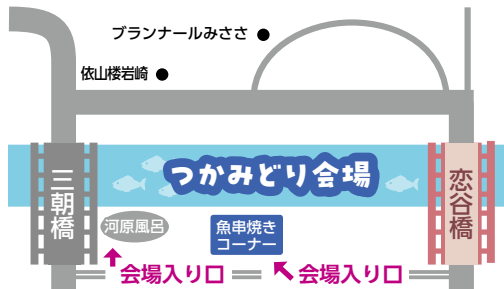 ブランナールみささ
依山楼岩崎
つかみどり会場
三朝橋
恋谷橋
河原風呂
魚串焼き
コーナー
会場入り口
会場入り口